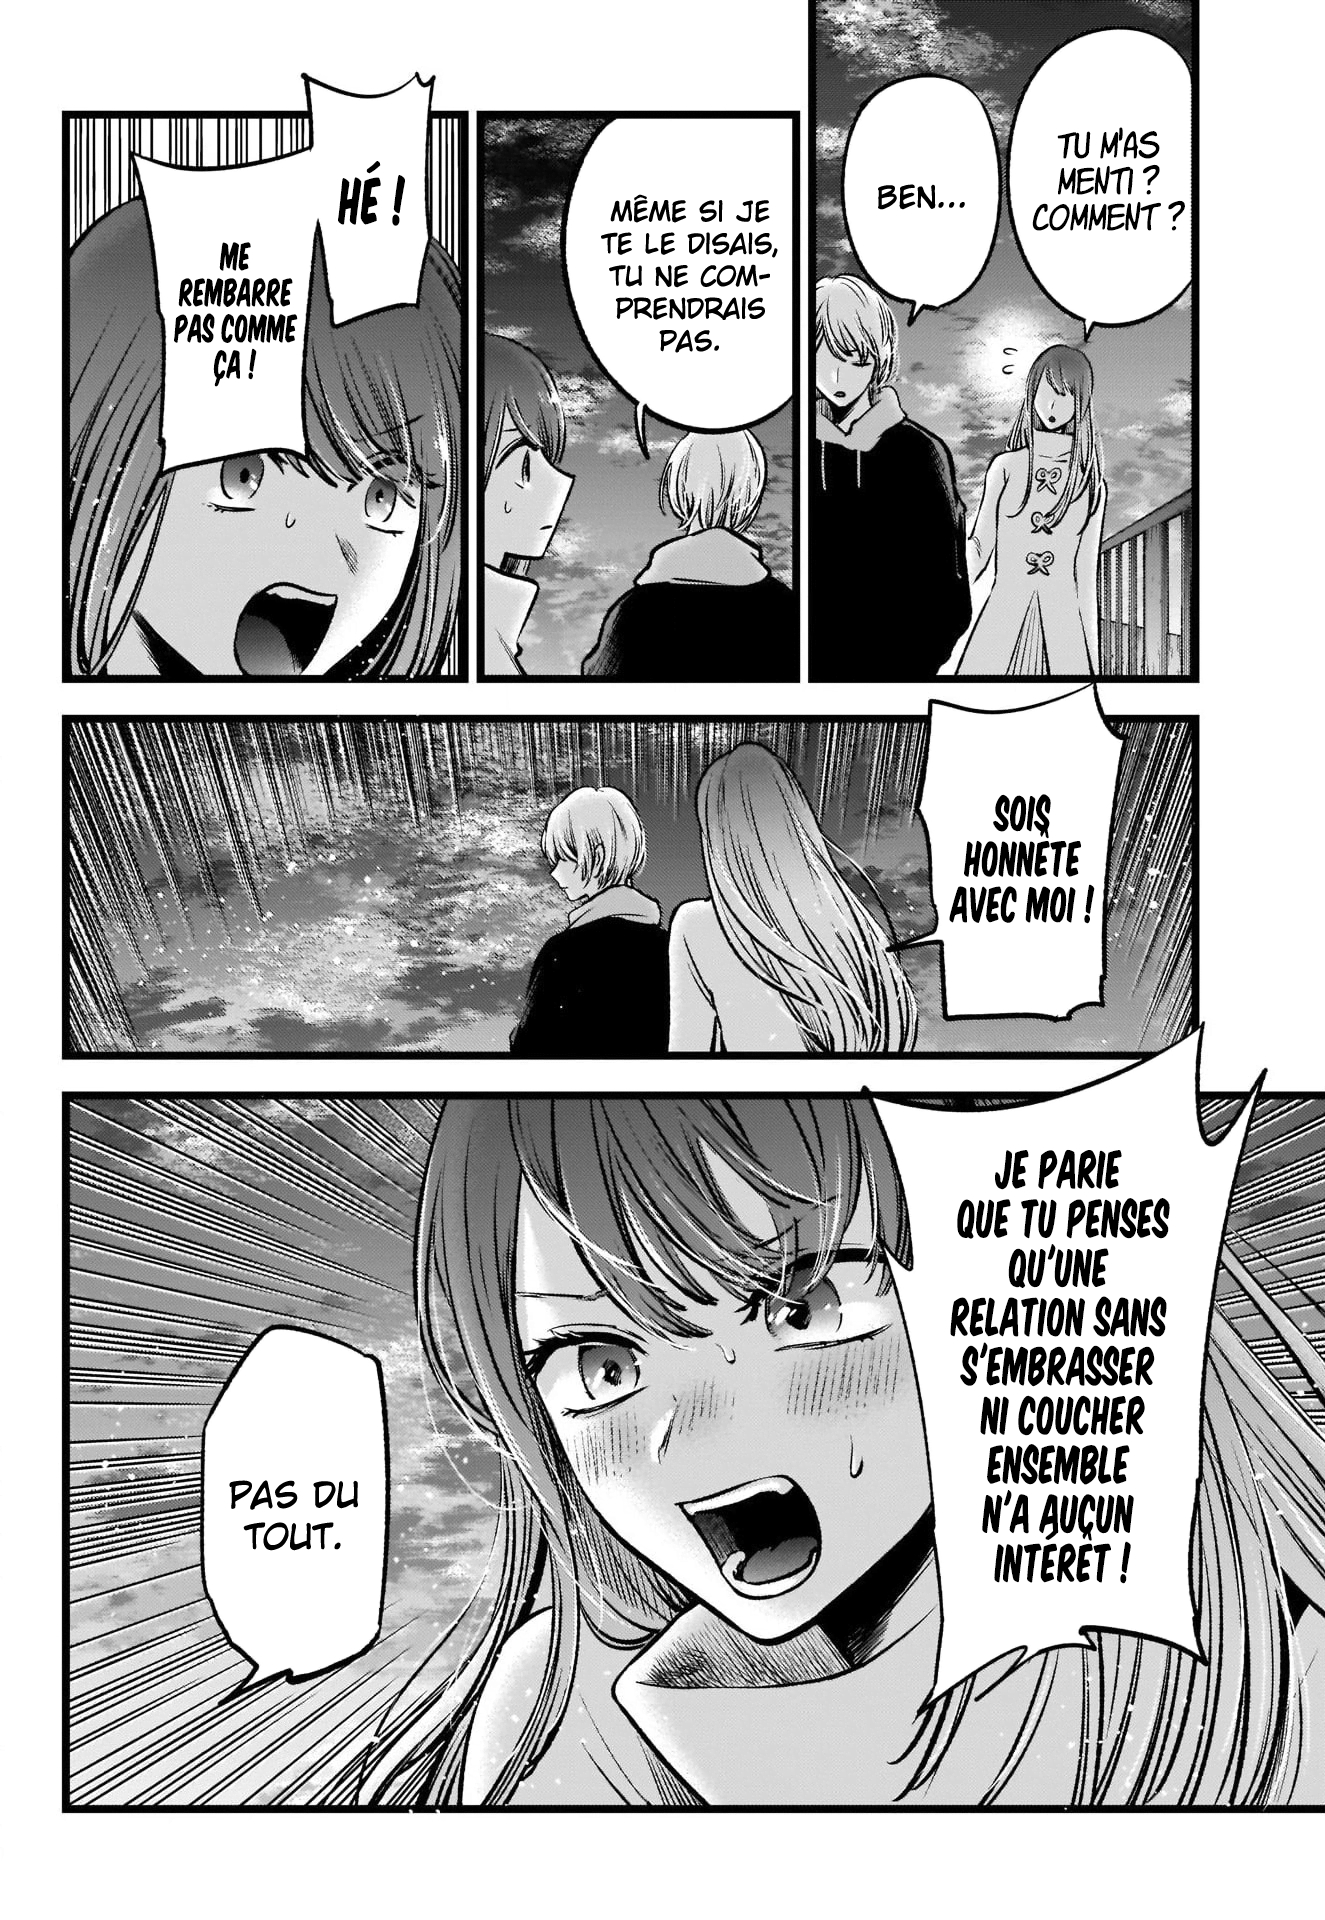 TU M'AS
MENTI ?
COMMENT ?
BEN...
MÊME SI JE
TE LE DISAIS,
TU NE COM-
PRENDRAIS
PAS.
HÉ !
ME
REMBARRE
PAS COMME
ÇA !
SOIS
HONNÊTE
AVEC MOI !
JE PARIE
QUE TU PENSES
QU'UNE
RELATION SANS
S'EMBRASSER
NI COUCHER
ENSEMBLE
N'A AUCUN
INTÉRÊT !
PAS DU
TOUT.